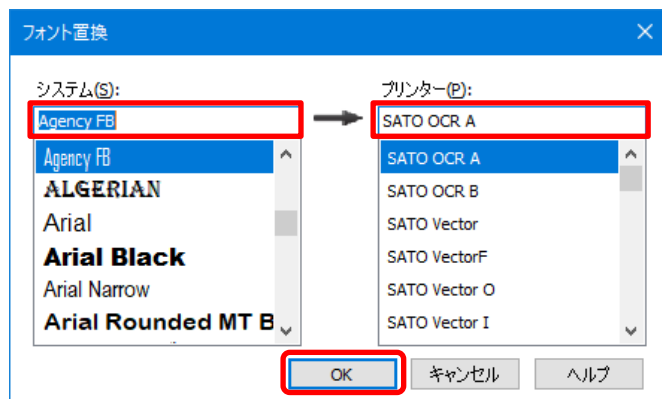 フォント置換
システム(S):
プリンター(P):
Agency FB
SATO OCR A
Agency FB
ALGERIAN
Arial
Arial Black
Arial Narrow
Arial Rounded MT B
SATO OCR A
SATO OCR B
SATO Vector
SATO VectorF
SATO Vector O
SATO Vector I
OK
キャンセル
ヘルプ